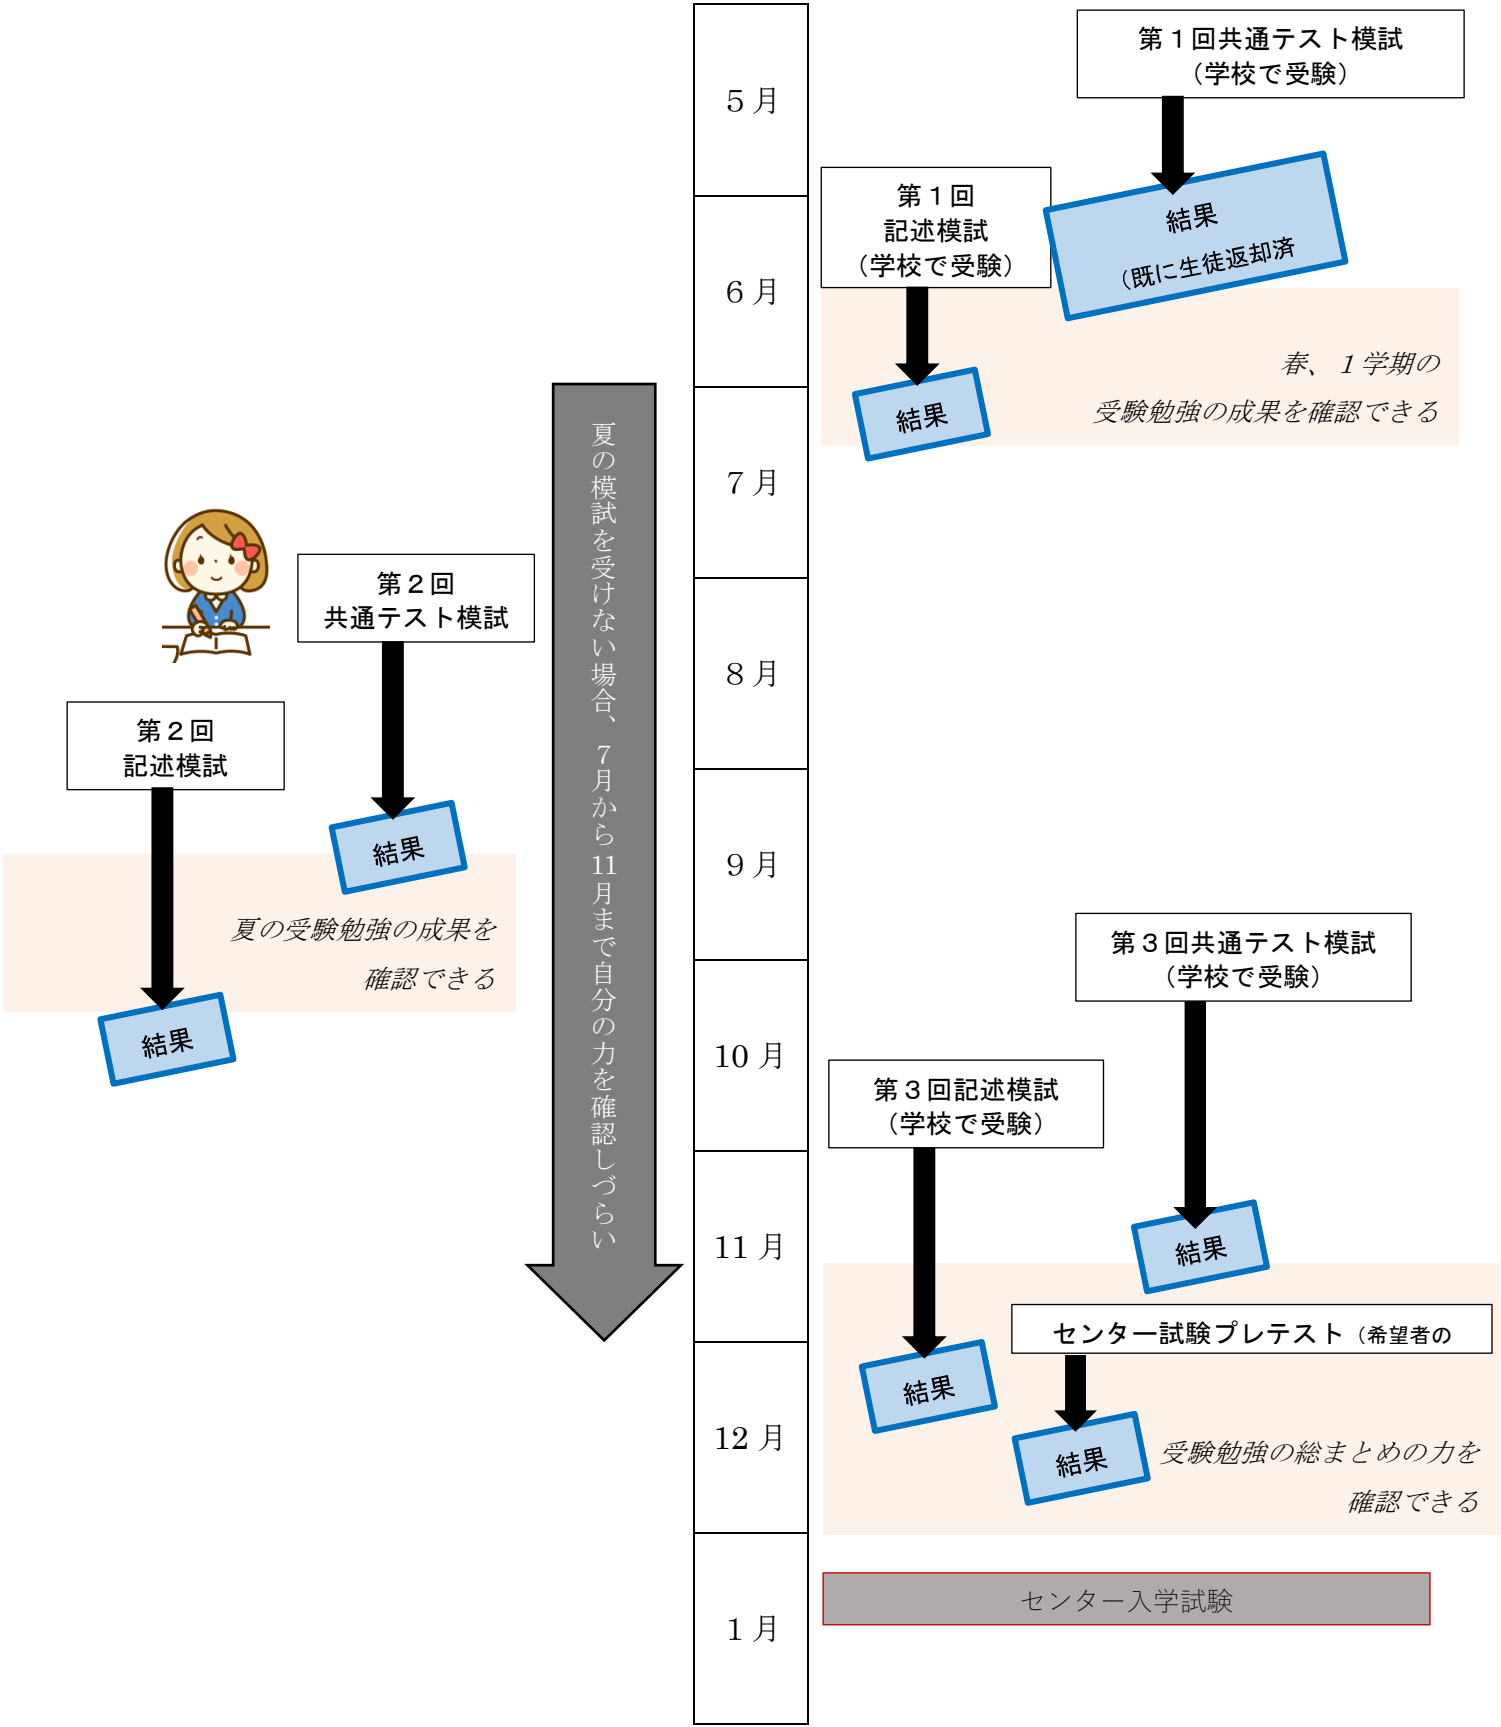 5月
6月
7月
8月
9月
10月
11月
12月
1月
第１回共通テスト模試
（学校で受験）
結果
（既に生徒返却済
第１回
記述模試
（学校で受験）
結果
春、１学期の
受験勉強の成果を確認できる
夏の模試を受けない場合、7月から11月まで自分の力を確認しづらい
第２回
共通テスト模試
結果
第２回
記述模試
結果
夏の受験勉強の成果を
確認できる
第３回共通テスト模試
（学校で受験）
結果
第３回記述模試
（学校で受験）
結果
センター試験プレテスト（希望者の
結果
受験勉強の総まとめの力を
確認できる
センター入学試験